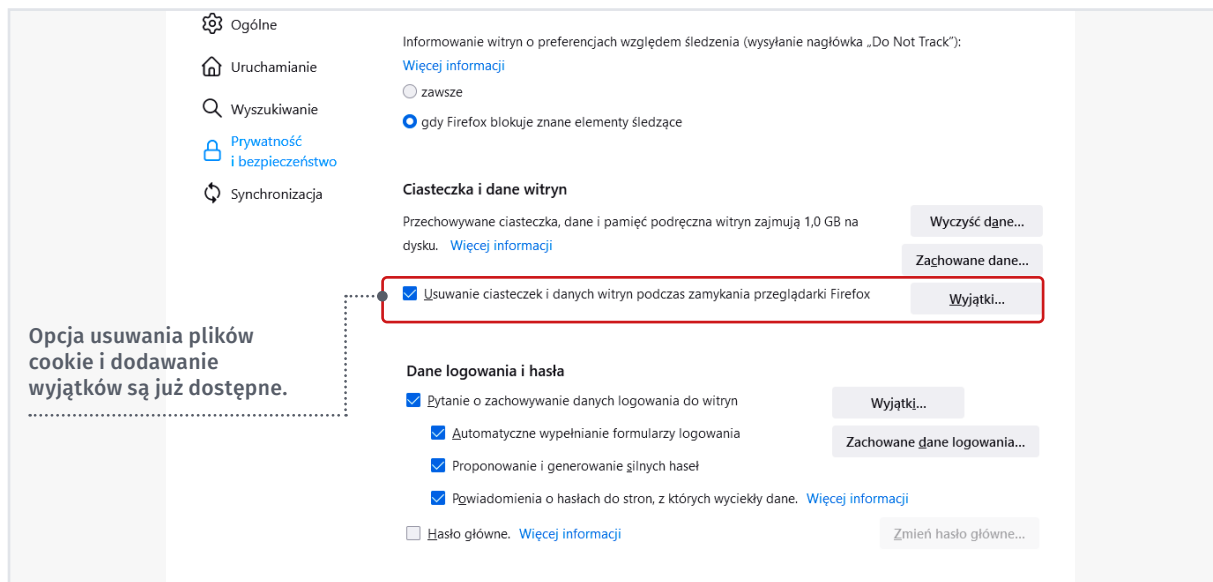 Ogólne
Uruchamianie
Wyszukiwanie
Prywatność
i bezpieczeństwo
Synchronizacja
Informowanie witryn o preferencjach względem śledzenia (wysyłanie nagłówka „Do Not Track”):
Więcej informacji
zawsze
gdy Firefox blokuje znane elementy śledzące
Ciasteczka i dane witryn
Przechowywane ciasteczka, dane i pamięć podręczna witryn zajmują 1,0 GB na
dysku. Więcej informacji
Wyczyść dane...
Zachowane dane...
Usuwanie ciasteczek i danych witryn podczas zamykania przeglądarki Firefox
Wyjątki...
Opcja usuwania plików
cookie i dodawanie
wyjątków są już dostępne.
Dane logowania i hasła
Pytanie o zachowywanie danych logowania do witryn
Wyjątki...
Automatyczne wypełnianie formularzy logowania
Zachowane dane logowania...
Proponowanie i generowanie silnych haseł
Powiadomienia o hasłach do stron, z których wyciekły dane. Więcej informacji
Hasło główne. Więcej informacji
Zmień hasło główne...